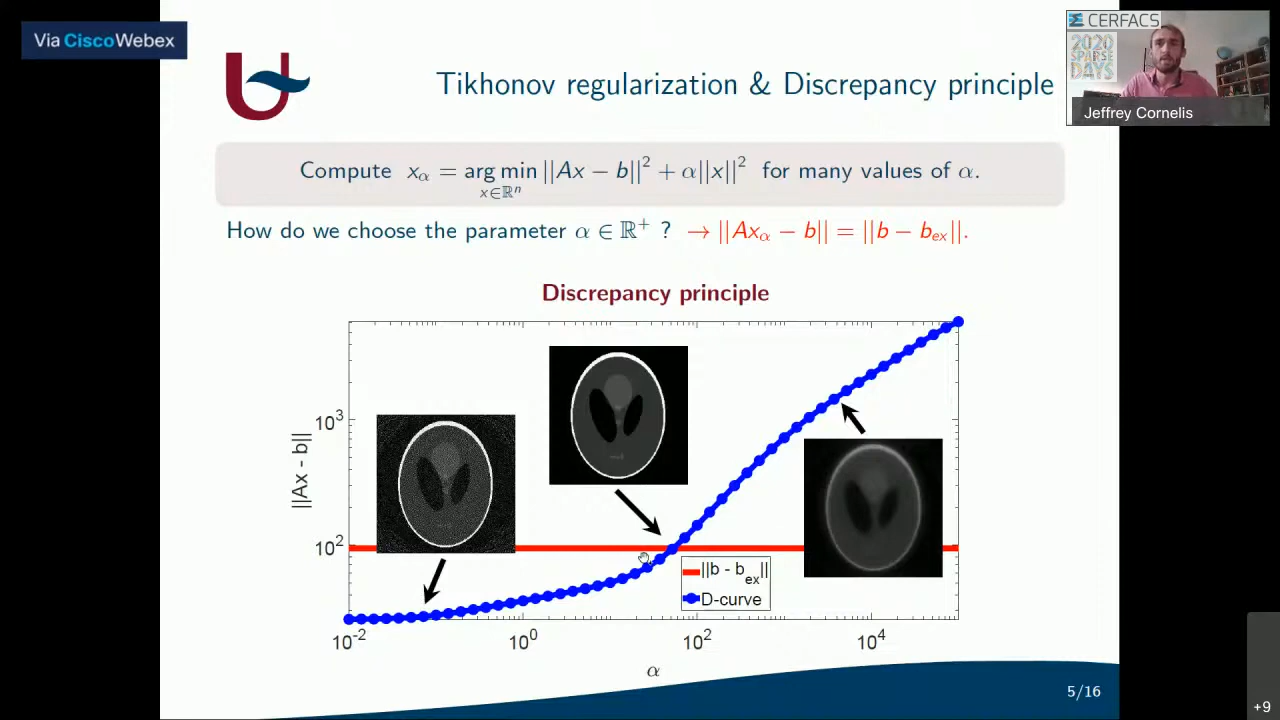 Via Cisco Webex
CERFACS
2020
SPARSE
DAYS
Jeffrey Cornelis
Tikhonov regularization & Discrepancy principle
Compute x_α = arg min_{x∈ℝⁿ} ||Ax − b||² + α||x||² for many values of α.
How do we choose the parameter α ∈ ℝ⁺ ? → ||Ax_α − b|| = ||b − b_ex||.
Discrepancy principle
||Ax - b||
10³
10²
||b - b_ex||
D-curve
10⁻² 10⁰ 10² 10⁴
α
5/16
+9